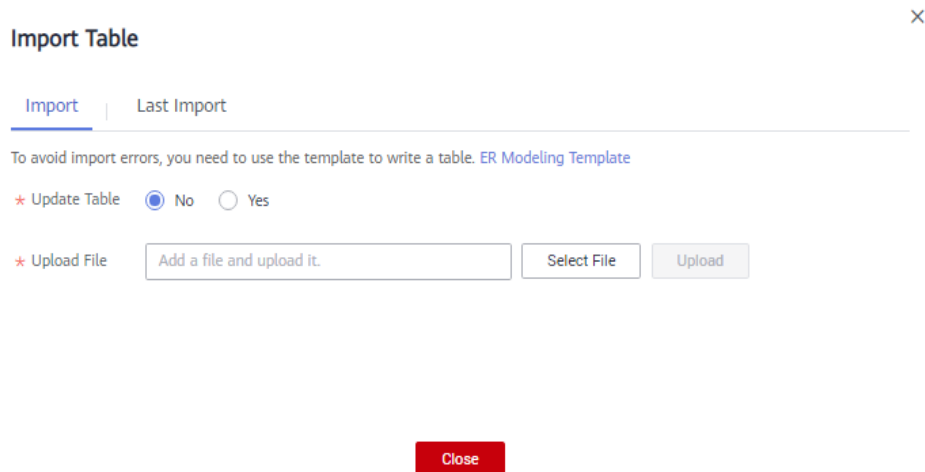 Import Table
Import | Last Import
To avoid import errors, you need to use the template to write a table. ER Modeling Template
* Update Table No Yes
* Upload File Add a file and upload it. Select File Upload
Close